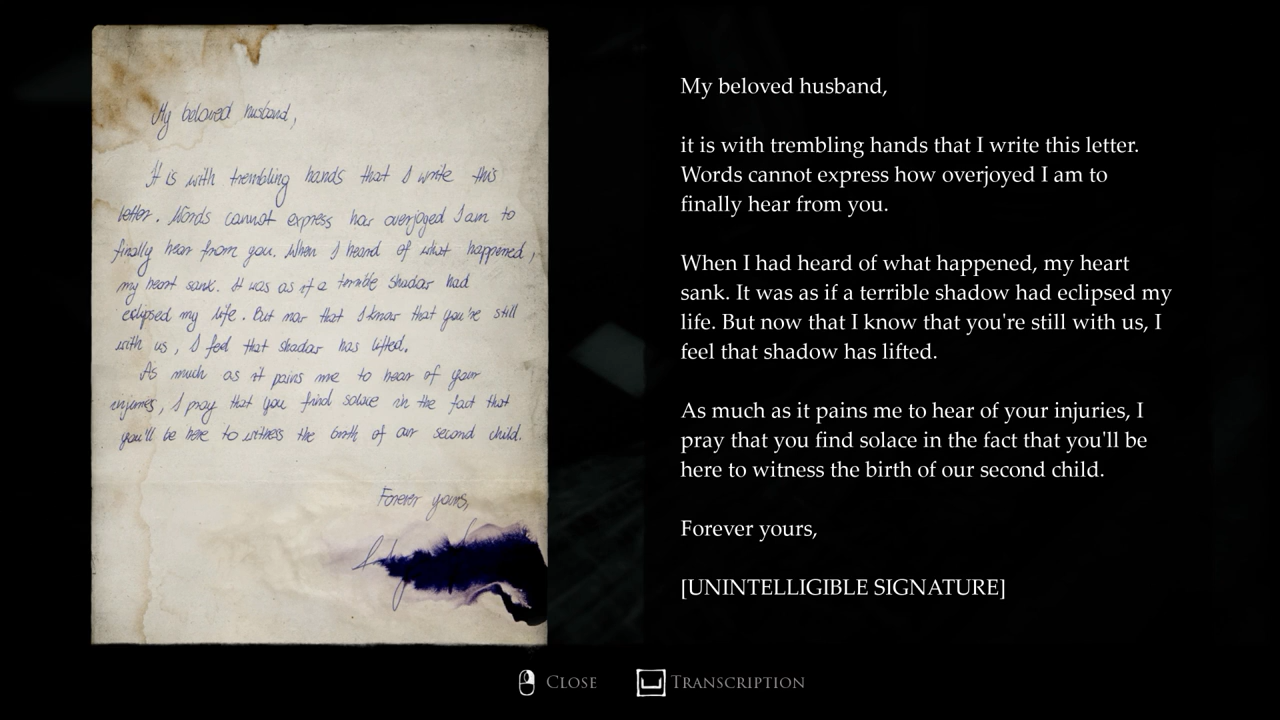 My beloved husband,
It is with trembling hands that I write this
letter. Words cannot express how overjoyed I am to
finally hear from you. When I heard of what happened,
my heart sank. It was as if a terrible shadow had
eclipsed my life. But now that I know that you're still
with us, I feel that shadow has lifted.
As much as it pains me to hear of your
injuries, I pray that you find solace in the fact that
you'll be here to witness the birth of our second child.
Forever yours,
My beloved husband,
it is with trembling hands that I write this letter.
Words cannot express how overjoyed I am to
finally hear from you.
When I had heard of what happened, my heart
sank. It was as if a terrible shadow had eclipsed my
life. But now that I know that you're still with us, I
feel that shadow has lifted.
As much as it pains me to hear of your injuries, I
pray that you find solace in the fact that you'll be
here to witness the birth of our second child.
Forever yours,
[UNINTELLIGIBLE SIGNATURE]
Close
Transcription